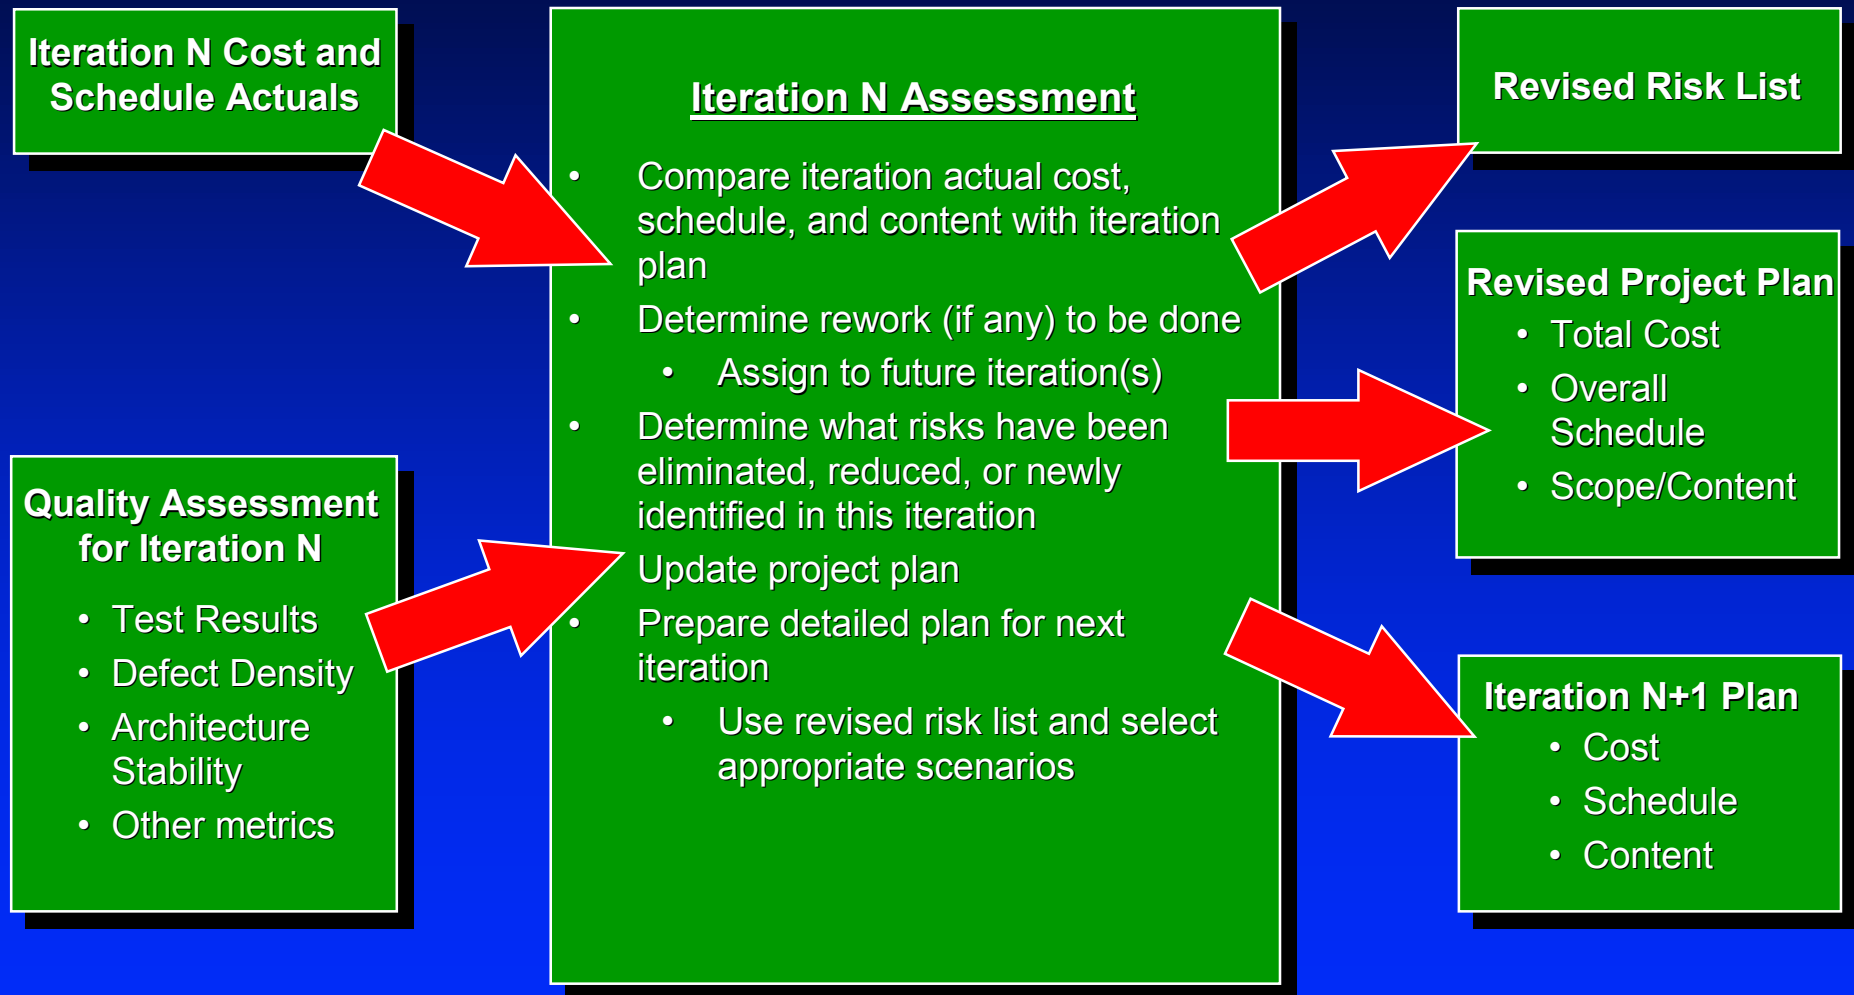 Iteration N Cost and
Schedule Actuals
Quality Assessment
for Iteration N
• Test Results
• Defect Density
• Architecture
Stability
• Other metrics
Iteration N Assessment
• Compare iteration actual cost,
schedule, and content with iteration
plan
• Determine rework (if any) to be done
• Assign to future iteration(s)
• Determine what risks have been
eliminated, reduced, or newly
identified in this iteration
Update project plan
• Prepare detailed plan for next
iteration
• Use revised risk list and select
appropriate scenarios
Revised Risk List
Revised Project Plan
• Total Cost
• Overall
Schedule
• Scope/Content
Iteration N+1 Plan
• Cost
• Schedule
• Content